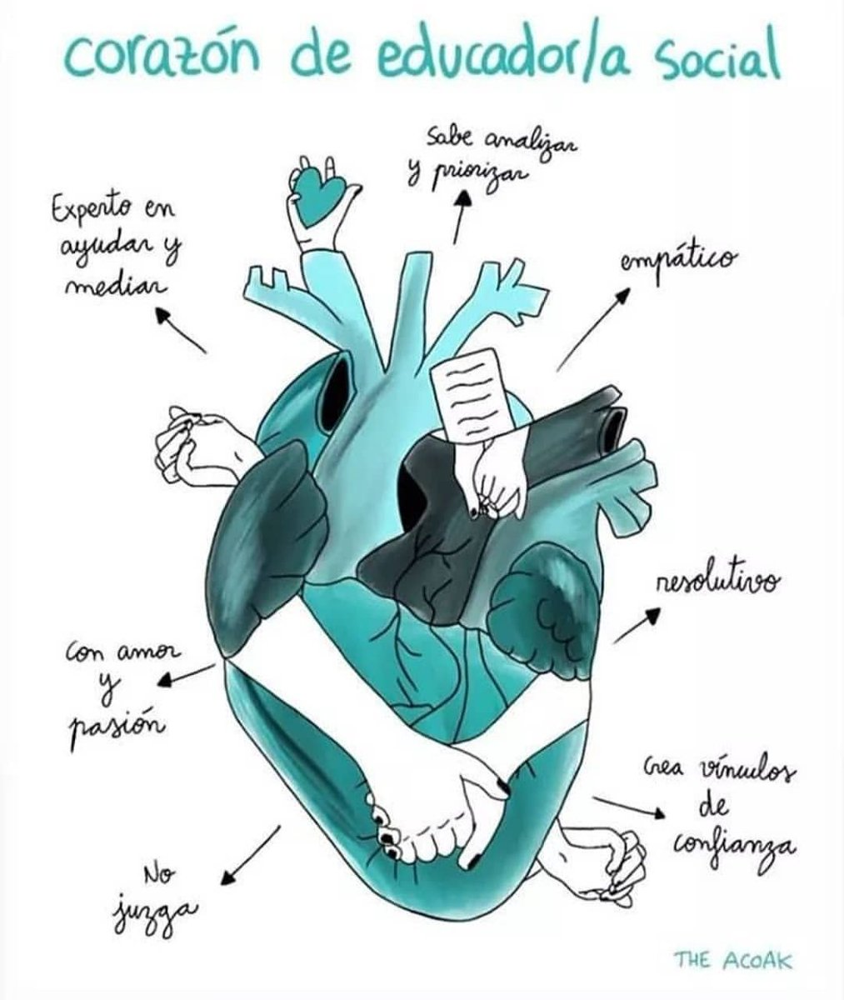 corazón de educador/a social
Sabe analizar
y priorizar
Experto en
ayudar y
mediar
empático
resolutivo
con amor
y
pasión
Crea vínculos
de
confianza
No
juzga
THE ACOAK